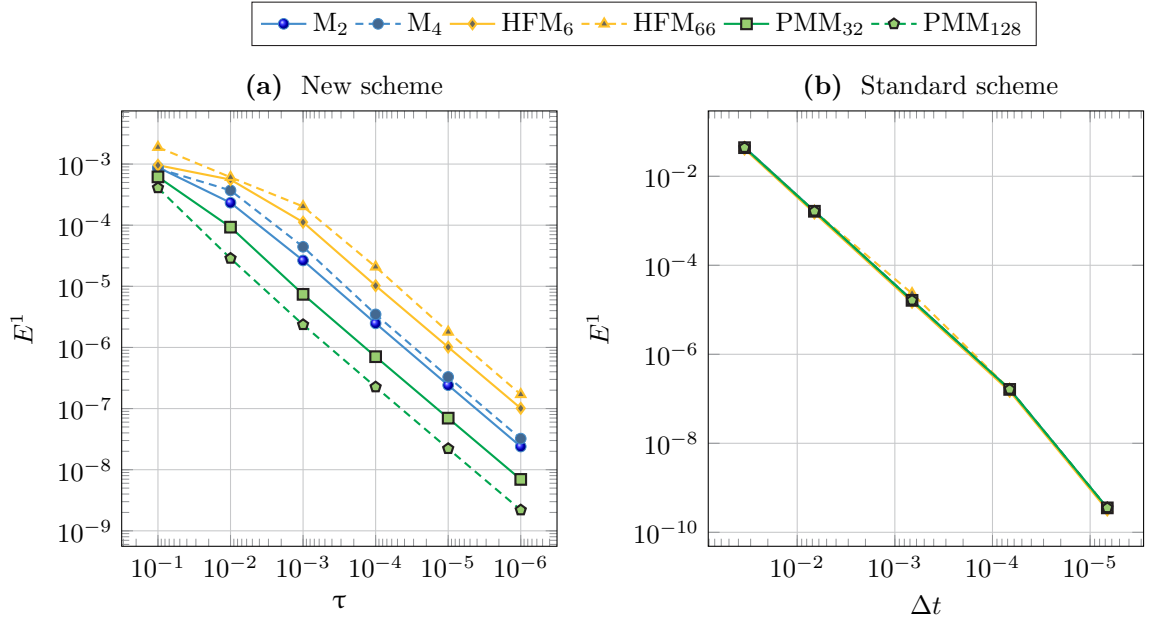 M₂ M₄ HFM₆ HFM₆₆ PMM₃₂ PMM₁₂₈
(a) New scheme
10⁻³
10⁻⁴
10⁻⁵
10⁻⁶
10⁻⁷
10⁻⁸
10⁻⁹
E¹
10⁻¹ 10⁻² 10⁻³ 10⁻⁴ 10⁻⁵ 10⁻⁶
τ
(b) Standard scheme
10⁻²
10⁻⁴
10⁻⁶
10⁻⁸
10⁻¹⁰
E¹
10⁻² 10⁻³ 10⁻⁴ 10⁻⁵
Δt